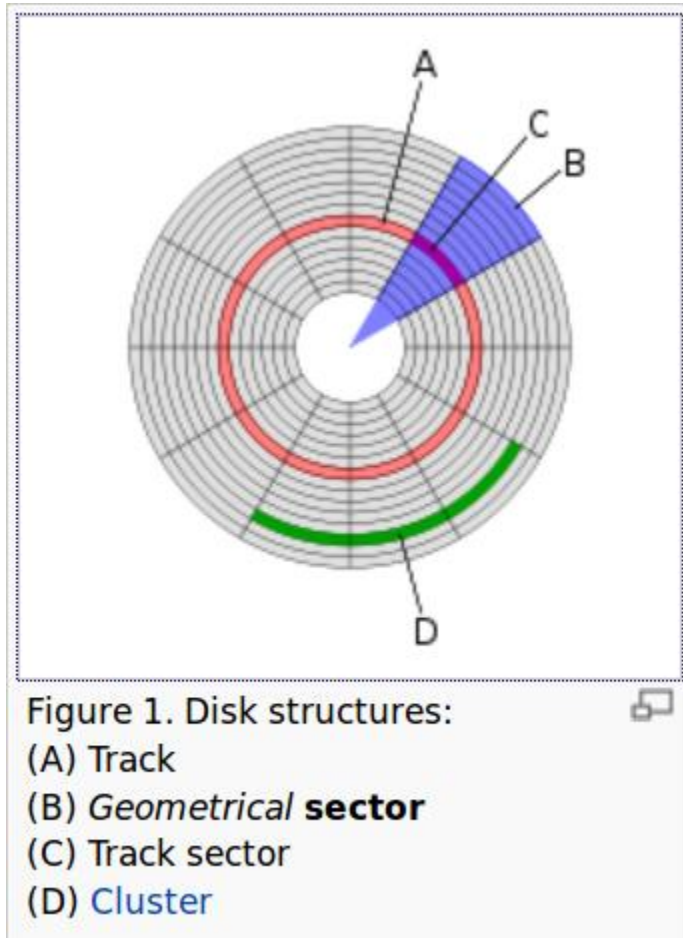 A
C
B
D
Figure 1. Disk structures:
(A) Track
(B) Geometrical sector
(C) Track sector
(D) Cluster